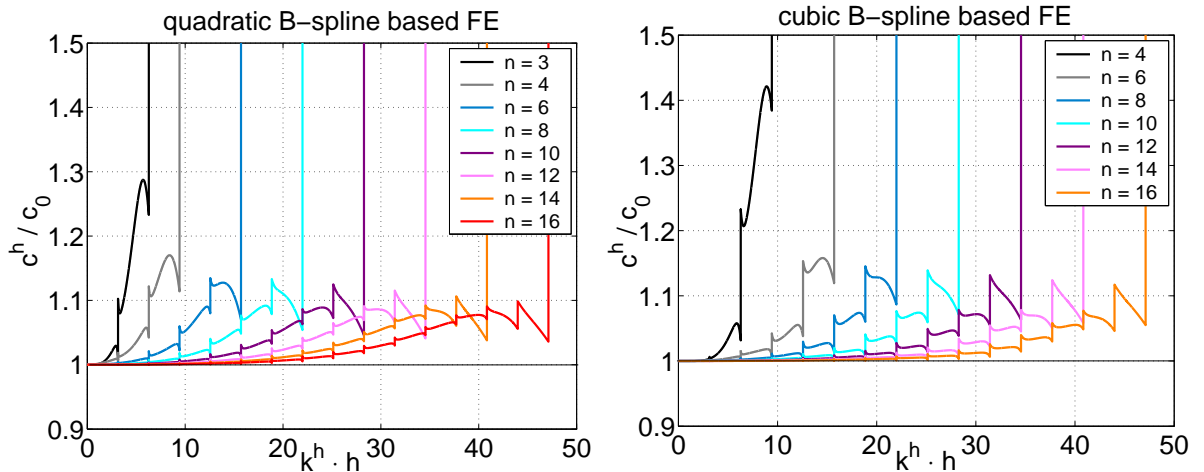 quadratic B−spline based FE
1.5
1.4
1.3
1.2
1.1
1
0.9
0
10
20
30
40
50
c^h / c_0
k^h · h
n = 3
n = 4
n = 6
n = 8
n = 10
n = 12
n = 14
n = 16
cubic B−spline based FE
1.5
1.4
1.3
1.2
1.1
1
0.9
0
10
20
30
40
50
c^h / c_0
k^h · h
n = 4
n = 6
n = 8
n = 10
n = 12
n = 14
n = 16